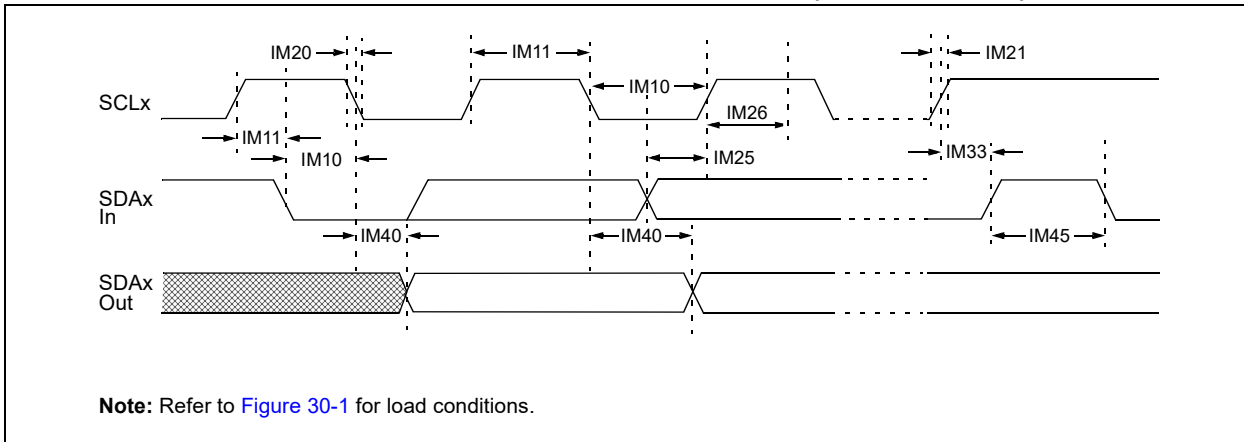 IM20
IM11
IM21
SCLx
IM10
IM26
IM11
IM10
IM25
IM33
SDAx
In
IM40
IM40
IM45
SDAx
Out
Note: Refer to Figure 30-1 for load conditions.